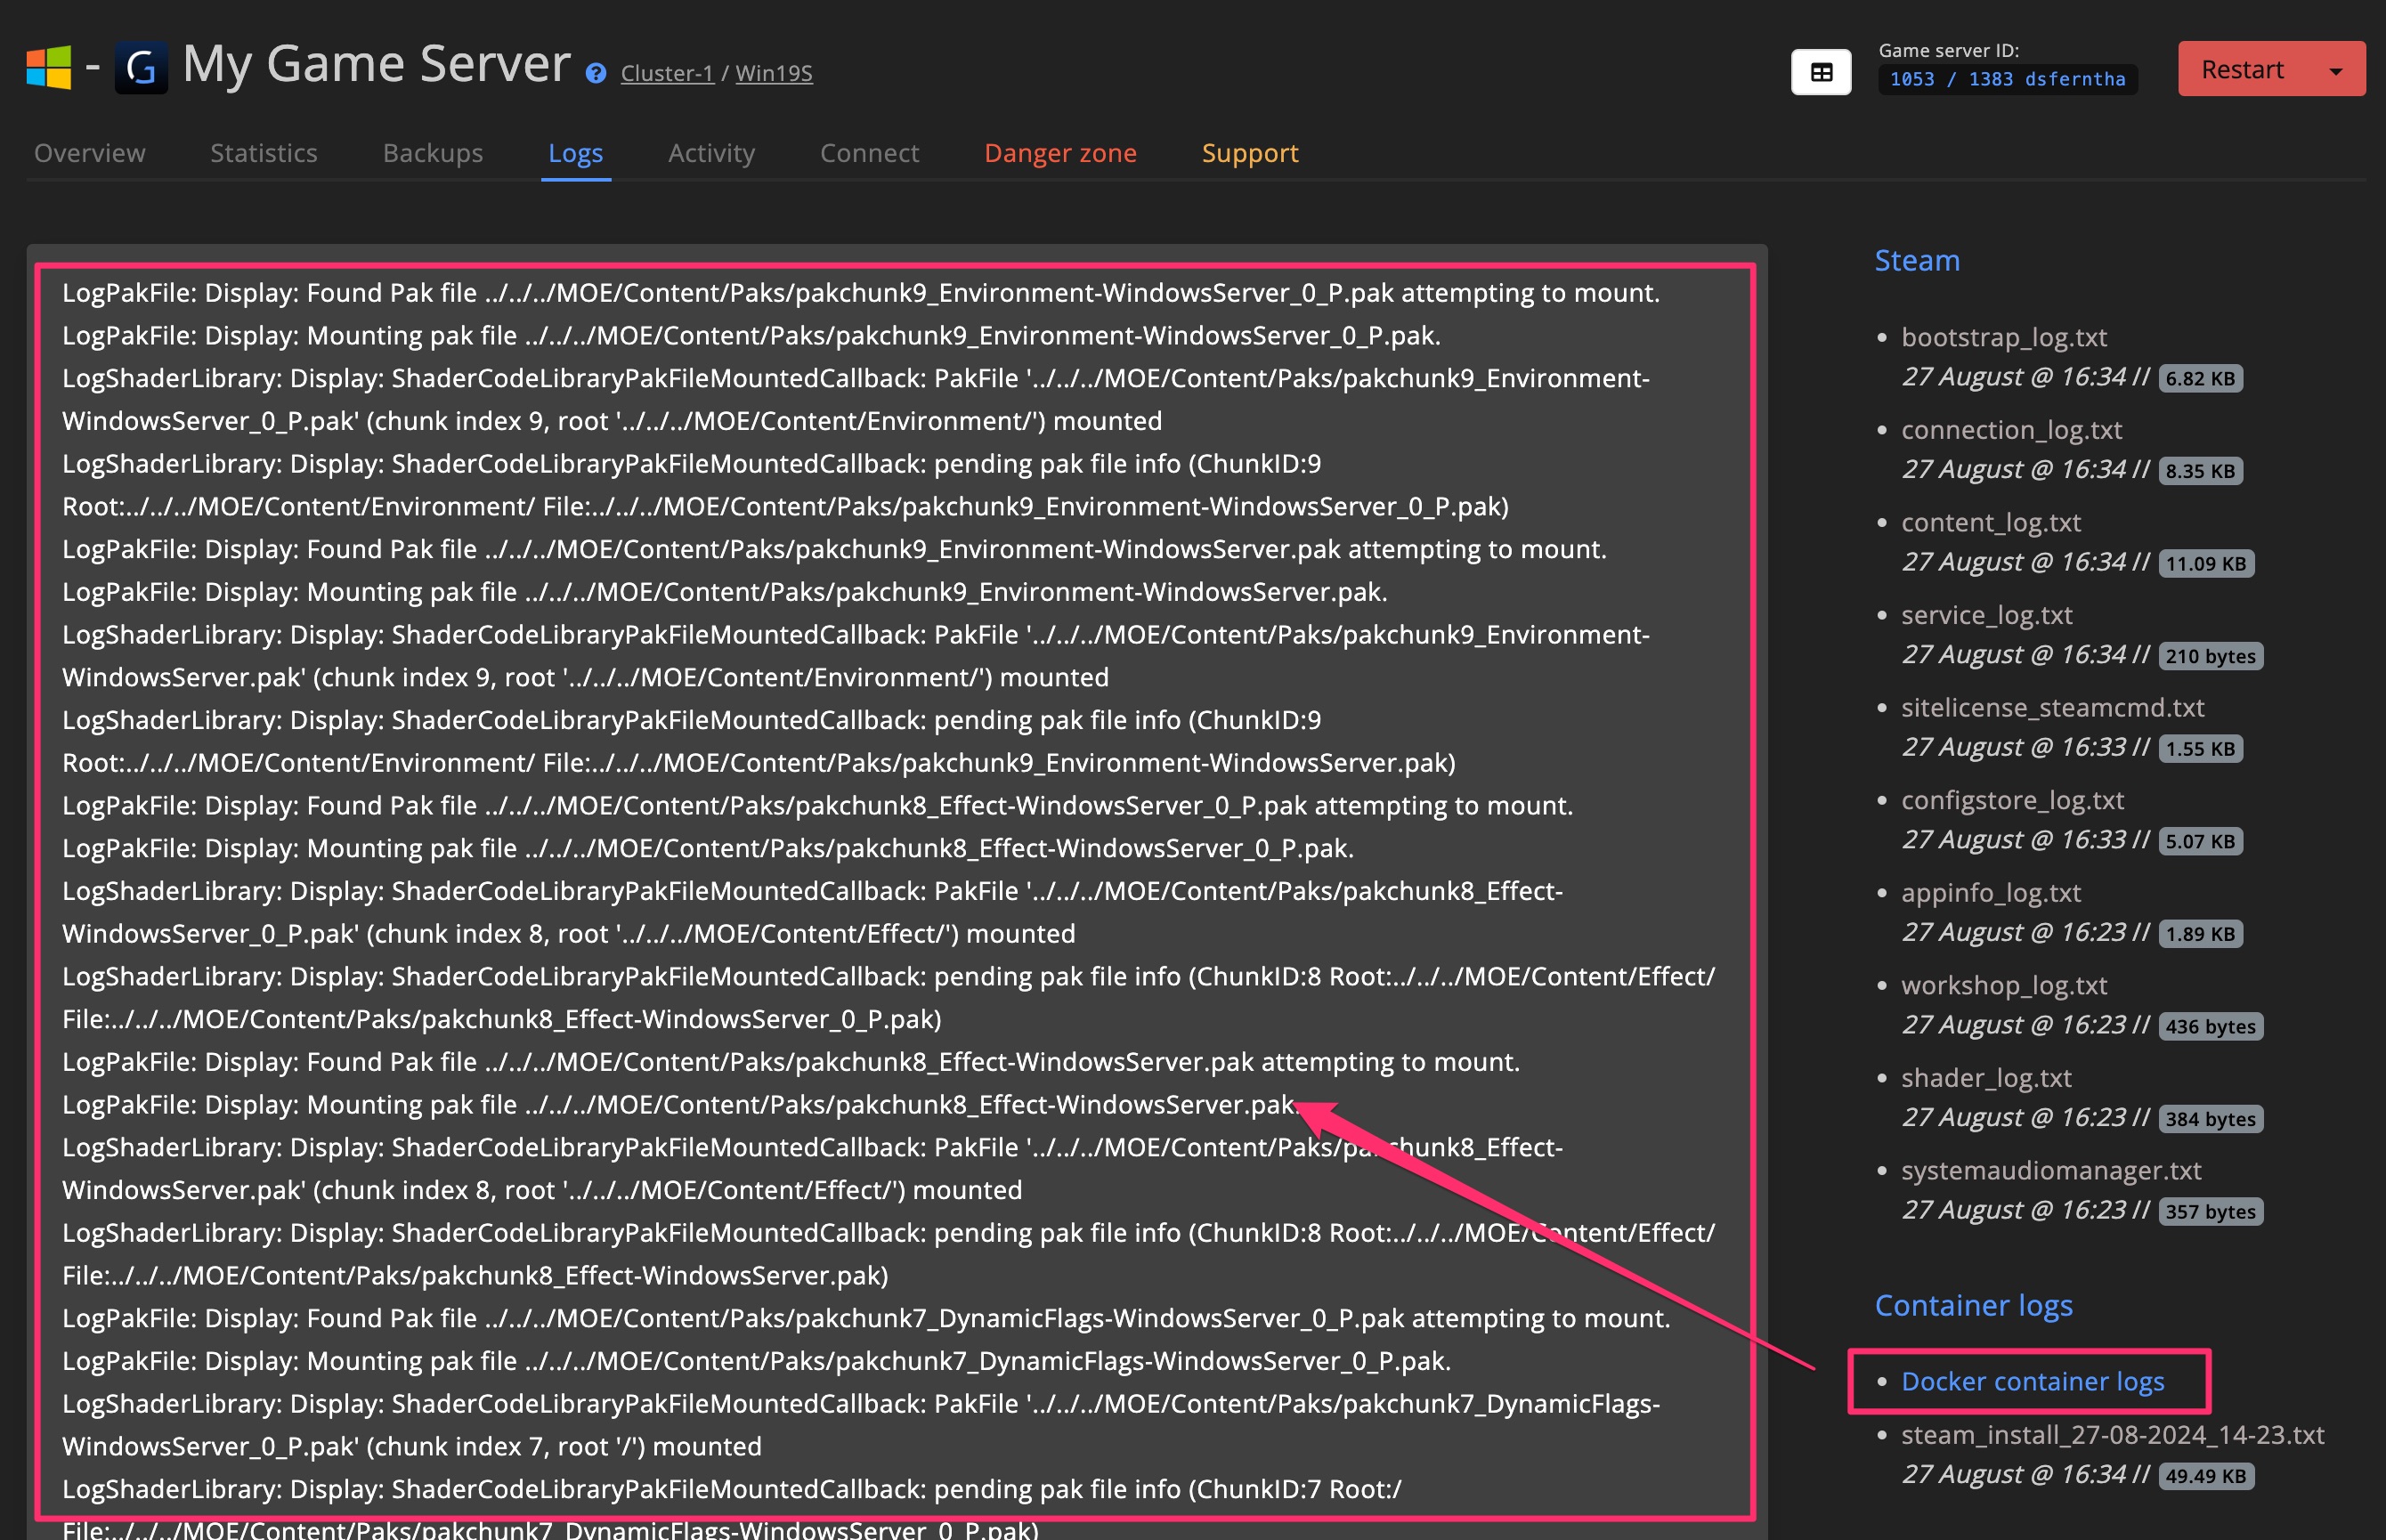 - G My Game Server ? Cluster-1 / Win19S
Game server ID:
1053 / 1383 dsferntha
Restart
Overview Statistics Backups Logs Activity Connect Danger zone Support
LogPakFile: Display: Found Pak file ../../../MOE/Content/Paks/pakchunk9_Environment-WindowsServer_0_P.pak attempting to mount.
LogPakFile: Display: Mounting pak file ../../../MOE/Content/Paks/pakchunk9_Environment-WindowsServer_0_P.pak.
LogShaderLibrary: Display: ShaderCodeLibraryPakFileMountedCallback: PakFile '../../../MOE/Content/Paks/pakchunk9_Environment-
WindowsServer_0_P.pak' (chunk index 9, root '../../../MOE/Content/Environment/') mounted
LogShaderLibrary: Display: ShaderCodeLibraryPakFileMountedCallback: pending pak file info (ChunkID:9
Root:../../../MOE/Content/Environment/ File:../../../MOE/Content/Paks/pakchunk9_Environment-WindowsServer_0_P.pak)
LogPakFile: Display: Found Pak file ../../../MOE/Content/Paks/pakchunk9_Environment-WindowsServer.pak attempting to mount.
LogPakFile: Display: Mounting pak file ../../../MOE/Content/Paks/pakchunk9_Environment-WindowsServer.pak.
LogShaderLibrary: Display: ShaderCodeLibraryPakFileMountedCallback: PakFile '../../../MOE/Content/Paks/pakchunk9_Environment-
WindowsServer.pak' (chunk index 9, root '../../../MOE/Content/Environment/') mounted
LogShaderLibrary: Display: ShaderCodeLibraryPakFileMountedCallback: pending pak file info (ChunkID:9
Root:../../../MOE/Content/Environment/ File:../../../MOE/Content/Paks/pakchunk9_Environment-WindowsServer.pak)
LogPakFile: Display: Found Pak file ../../../MOE/Content/Paks/pakchunk8_Effect-WindowsServer_0_P.pak attempting to mount.
LogPakFile: Display: Mounting pak file ../../../MOE/Content/Paks/pakchunk8_Effect-WindowsServer_0_P.pak.
LogShaderLibrary: Display: ShaderCodeLibraryPakFileMountedCallback: PakFile '../../../MOE/Content/Paks/pakchunk8_Effect-
WindowsServer_0_P.pak' (chunk index 8, root '../../../MOE/Content/Effect/') mounted
LogShaderLibrary: Display: ShaderCodeLibraryPakFileMountedCallback: pending pak file info (ChunkID:8 Root:../../../MOE/Content/Effect/
File:../../../MOE/Content/Paks/pakchunk8_Effect-WindowsServer_0_P.pak)
LogPakFile: Display: Found Pak file ../../../MOE/Content/Paks/pakchunk8_Effect-WindowsServer.pak attempting to mount.
LogPakFile: Display: Mounting pak file ../../../MOE/Content/Paks/pakchunk8_Effect-WindowsServer.pak.
LogShaderLibrary: Display: ShaderCodeLibraryPakFileMountedCallback: PakFile '../../../MOE/Content/Paks/pakchunk8_Effect-
WindowsServer.pak' (chunk index 8, root '../../../MOE/Content/Effect/') mounted
LogShaderLibrary: Display: ShaderCodeLibraryPakFileMountedCallback: pending pak file info (ChunkID:8 Root:../../../MOE/Content/Effect/
File:../../../MOE/Content/Paks/pakchunk8_Effect-WindowsServer.pak)
LogPakFile: Display: Found Pak file ../../../MOE/Content/Paks/pakchunk7_DynamicFlags-WindowsServer_0_P.pak attempting to mount.
LogPakFile: Display: Mounting pak file ../../../MOE/Content/Paks/pakchunk7_DynamicFlags-WindowsServer_0_P.pak.
LogShaderLibrary: Display: ShaderCodeLibraryPakFileMountedCallback: PakFile '../../../MOE/Content/Paks/pakchunk7_DynamicFlags-
WindowsServer_0_P.pak' (chunk index 7, root '/') mounted
LogShaderLibrary: Display: ShaderCodeLibraryPakFileMountedCallback: pending pak file info (ChunkID:7 Root:/
File:../../../MOE/Content/Paks/pakchunk7_DynamicFlags-WindowsServer_0_P.pak)
Steam
• bootstrap_log.txt
27 August @ 16:34 // 6.82 KB
• connection_log.txt
27 August @ 16:34 // 8.35 KB
• content_log.txt
27 August @ 16:34 // 11.09 KB
• service_log.txt
27 August @ 16:34 // 210 bytes
• sitelicense_steamcmd.txt
27 August @ 16:33 // 1.55 KB
• configstore_log.txt
27 August @ 16:33 // 5.07 KB
• appinfo_log.txt
27 August @ 16:23 // 1.89 KB
• workshop_log.txt
27 August @ 16:23 // 436 bytes
• shader_log.txt
27 August @ 16:23 // 384 bytes
• systemaudiomanager.txt
27 August @ 16:23 // 357 bytes
Container logs
• Docker container logs
• steam_install_27-08-2024_14-23.txt
27 August @ 16:34 // 49.49 KB